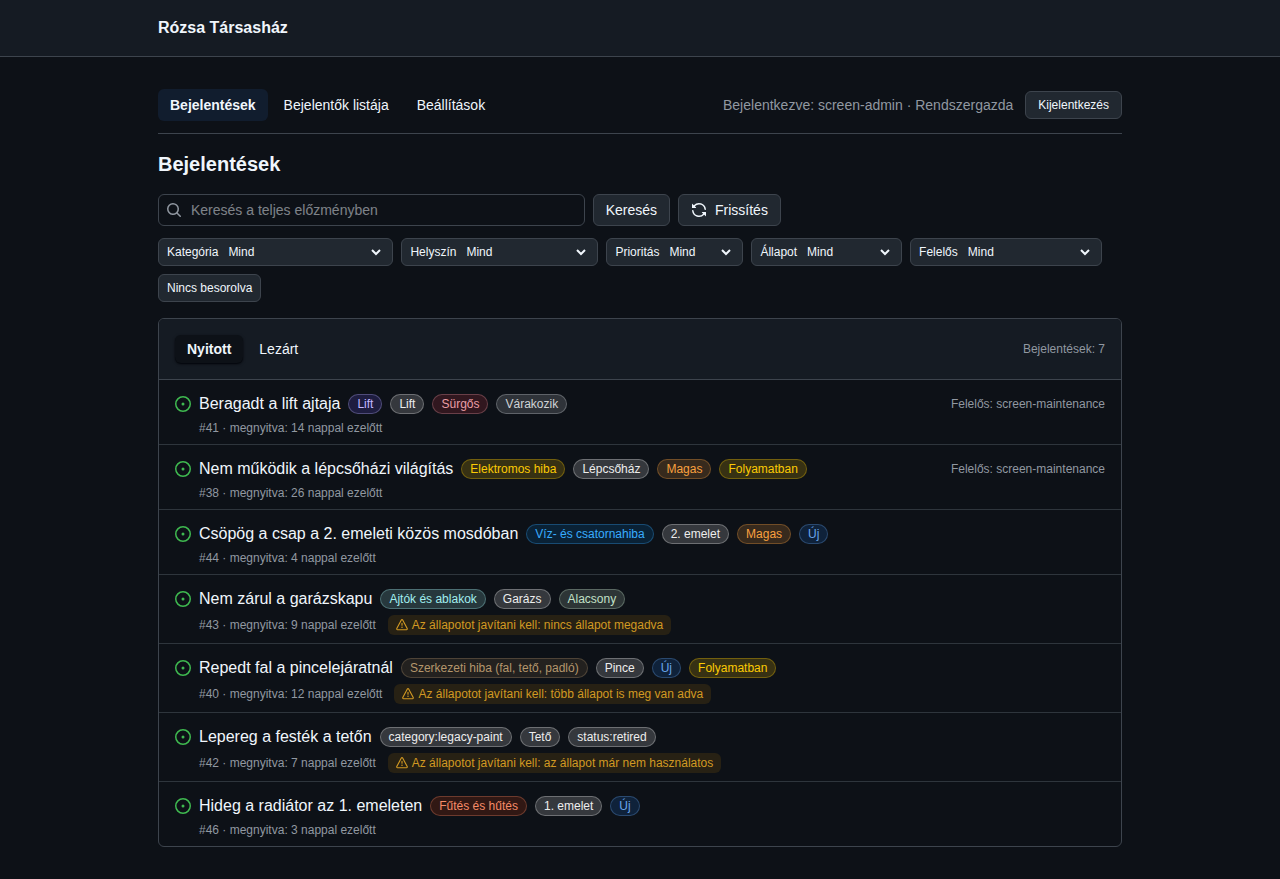 Rózsa Társasház
Bejelentések Bejelentők listája Beállítások Bejelentkezve: screen-admin · Rendszergazda Kijelentkezés
Bejelentések
Keresés a teljes előzményben Keresés Frissítés
Kategória Mind Helyszín Mind Prioritás Mind Állapot Mind Felelős Mind
Nincs besorolva
Nyitott Lezárt Bejelentések: 7
Beragadt a lift ajtaja Lift Lift Sürgős Várakozik Felelős: screen-maintenance
#41 · megnyitva: 14 nappal ezelőtt
Nem működik a lépcsőházi világítás Elektromos hiba Lépcsőház Magas Folyamatban Felelős: screen-maintenance
#38 · megnyitva: 26 nappal ezelőtt
Csöpög a csap a 2. emeleti közös mosdóban Víz- és csatornahiba 2. emelet Magas Új
#44 · megnyitva: 4 nappal ezelőtt
Nem zárul a garázskapu Ajtók és ablakok Garázs Alacsony
#43 · megnyitva: 9 nappal ezelőtt Az állapotot javítani kell: nincs állapot megadva
Repedt fal a pincelejáratnál Szerkezeti hiba (fal, tető, padló) Pince Új Folyamatban
#40 · megnyitva: 12 nappal ezelőtt Az állapotot javítani kell: több állapot is meg van adva
Lepereg a festék a tetőn category:legacy-paint Tető status:retired
#42 · megnyitva: 7 nappal ezelőtt Az állapotot javítani kell: az állapot már nem használatos
Hideg a radiátor az 1. emeleten Fűtés és hűtés 1. emelet Új
#46 · megnyitva: 3 nappal ezelőtt